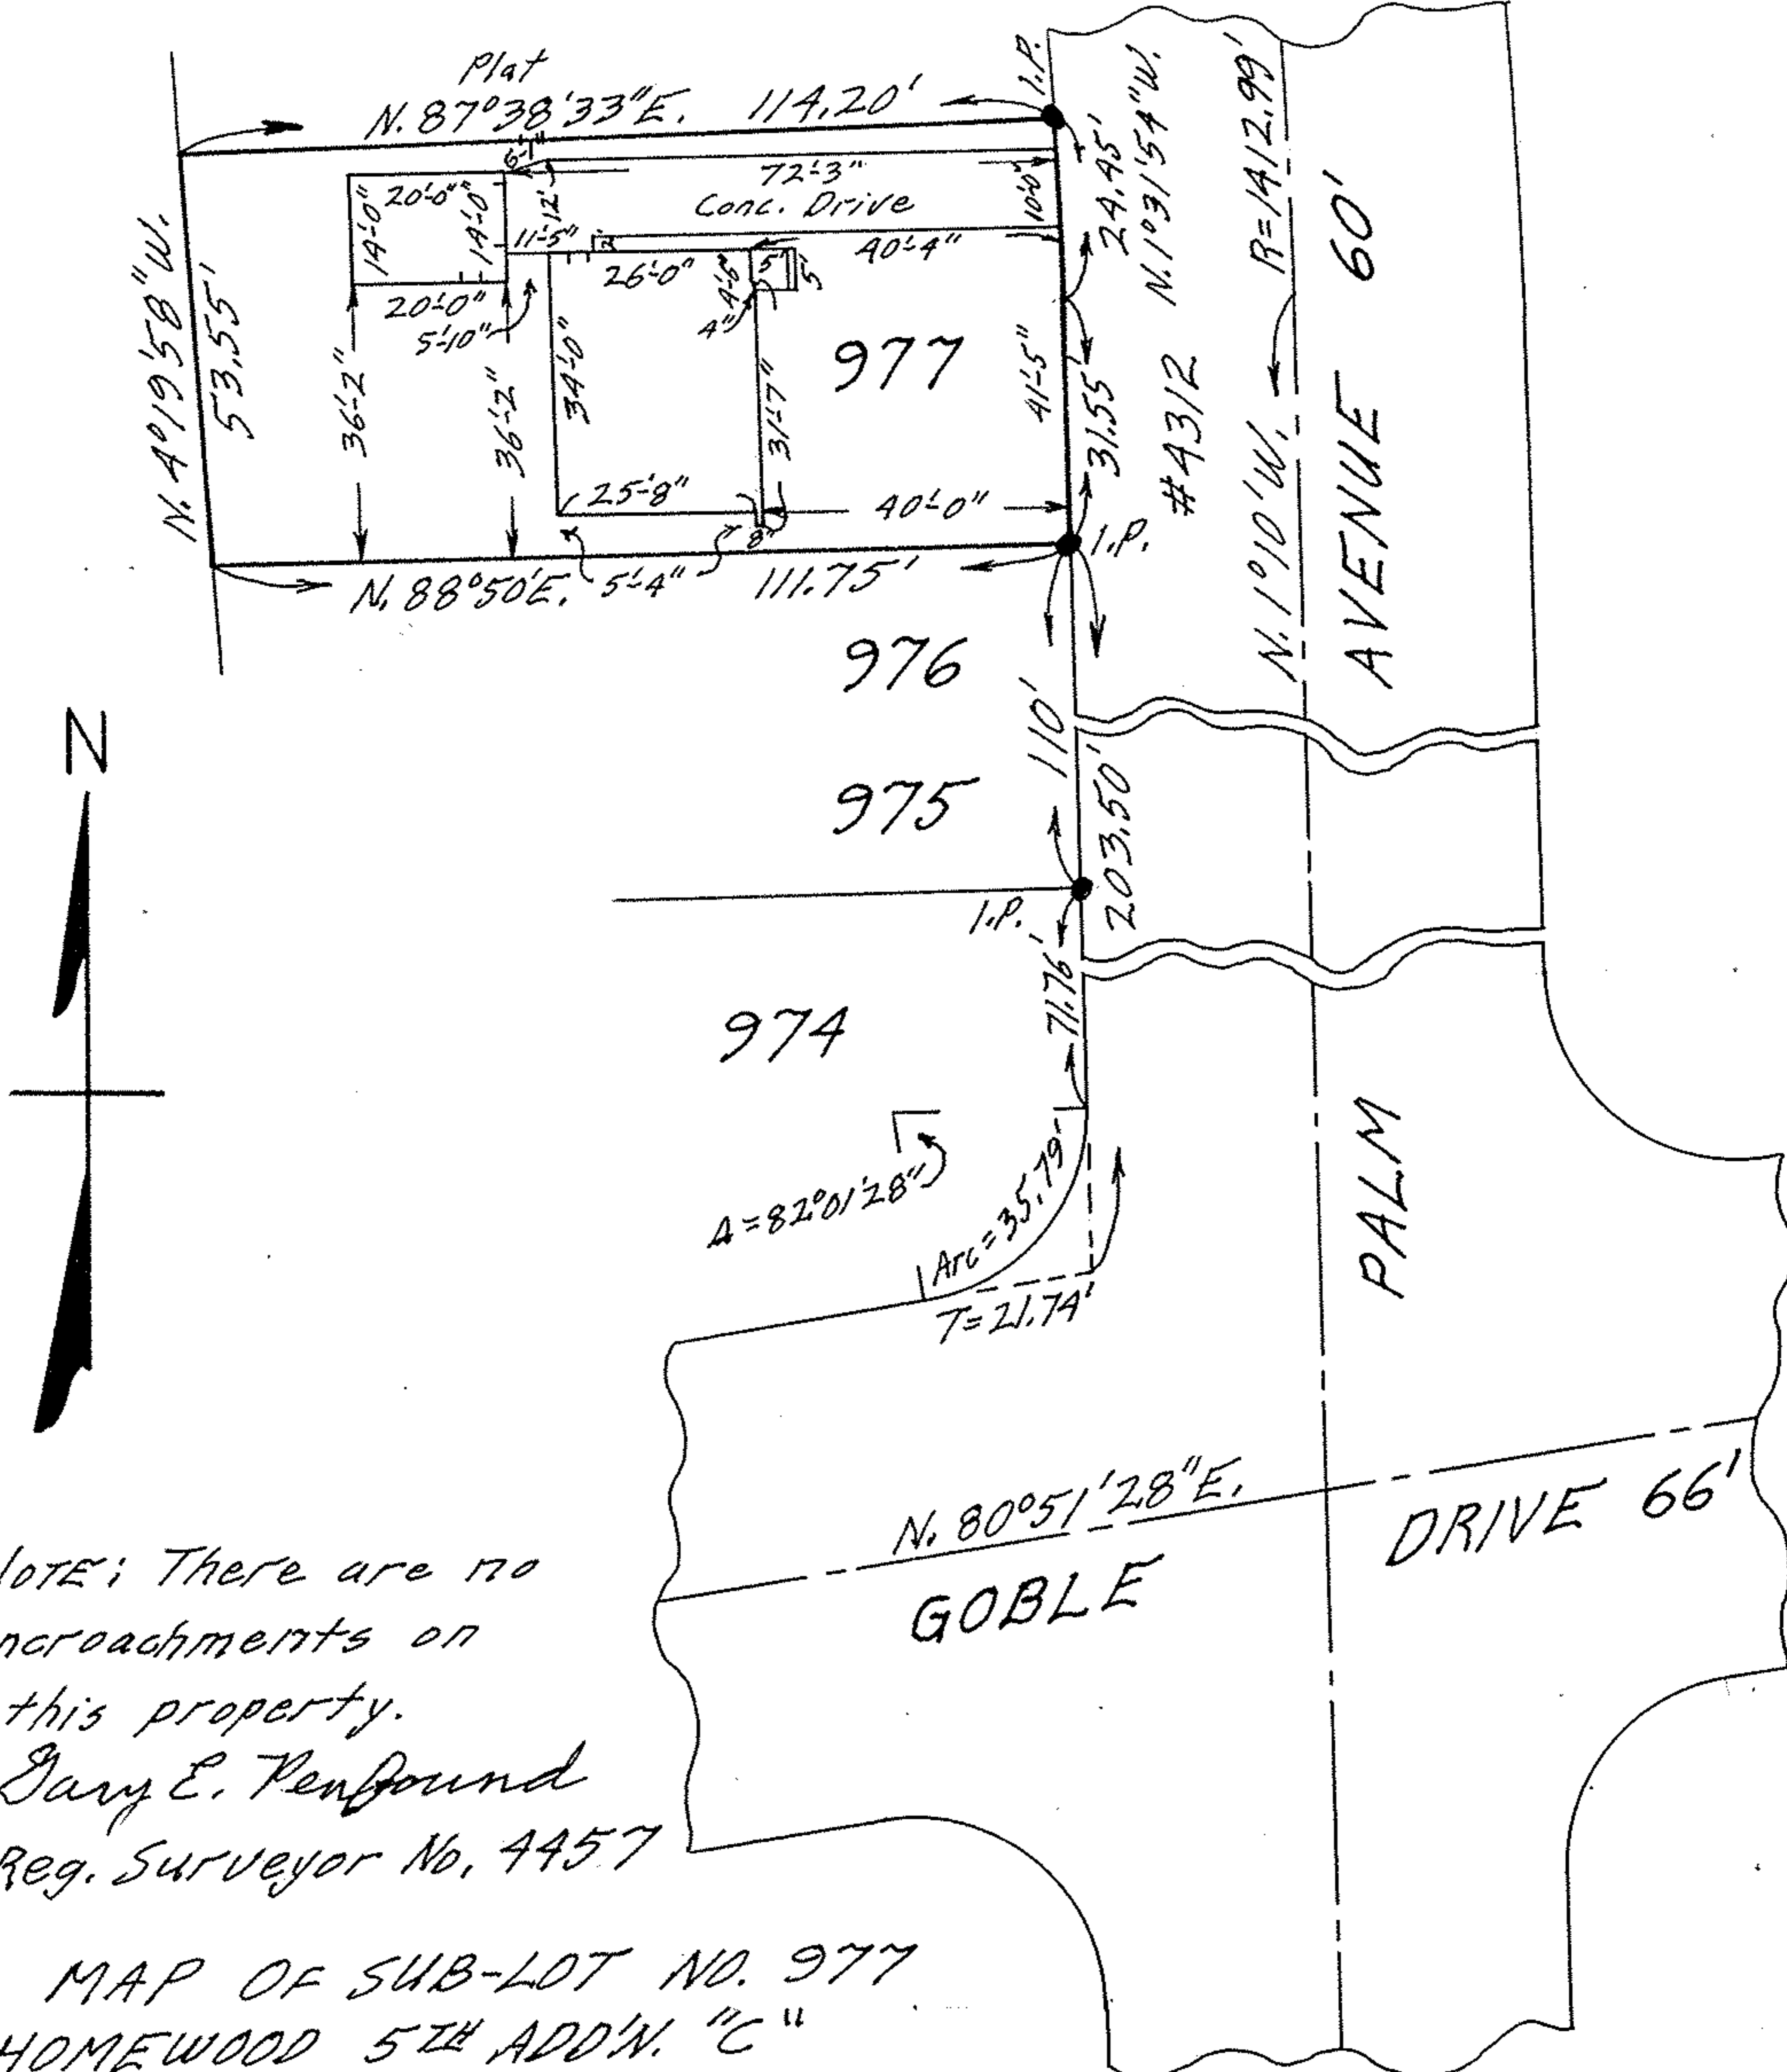 Plat
N. 87°38'33"E. 114.20'
I.P.
6'
72'-3"
20'-0"
14'-0"
14'-0"
12'
Conc. Drive
10'-0"
11'-5"
2'
40'-4"
26'-0"
4'-6"
5'
5'
20'-0"
5'-10"
4"
N. 4°19'58"W.
53.55'
36'-2"
36'-2"
34'-0"
31'-7"
977
41'-5"
24.45'
N. 1°31'54"W.
31.55'
#4312
R=1412.99'
N. 1°10'W.
AVENUE 60'
25'-8"
40'-0"
8"
I.P.
N. 88°50'E. 5'-4" 111.75'
976
110'
N
975
203.50'
I.P.
71.76'
974
Δ=82°01'28"
Arc=35.79'
T=21.74'
PALM
N. 80°51'28"E.
GOBLE
DRIVE 66'
NOTE: There are no
ncroachments on
this property.
Gary E. Penfound
Reg. Surveyor No. 4457
MAP OF SUB-LOT NO. 977
HOMEWOOD 5TH ADD'N. "C"